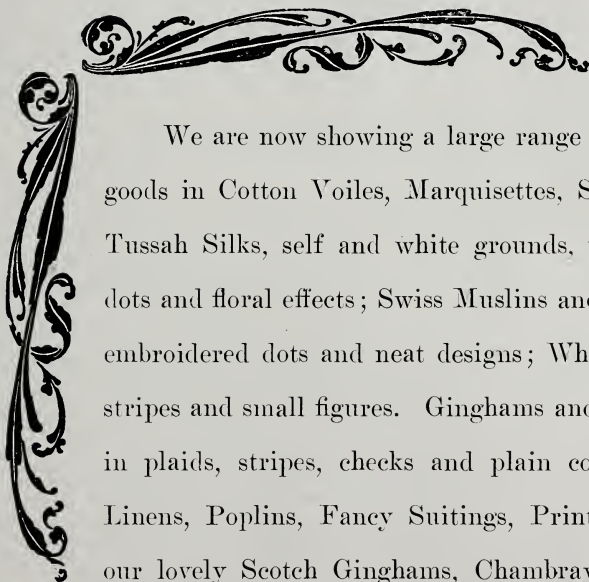 We are now showing a large range
goods in Cotton Voiles, Marquisettes, S
Tussah Silks, self and white grounds,
dots and floral effects; Swiss Muslins and
embroidered dots and neat designs; Wh
stripes and small figures. Ginghams and
in plaids, stripes, checks and plain co
Linens, Poplins, Fancy Suitings, Print
our lovely Scotch Ginghams, Chambray